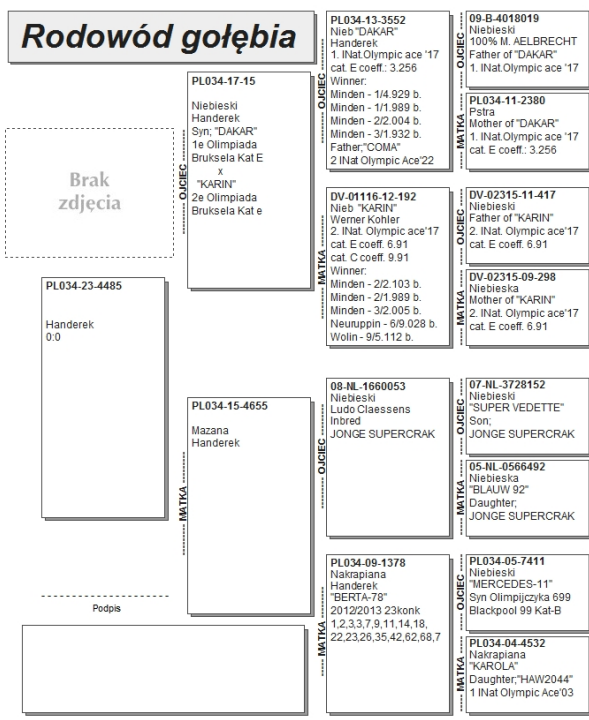 Rodowód gołębia
Brak
zdjęcia
PL034-23-4485
Handerek
0:0
Podpis
OJCIEC
PL034-17-15
Niebieski
Handerek
Syn; "DAKAR"
1e Olimpiada
Bruksela Kat E
x
"KARIN"
2e Olimpiada
Bruksela Kat e
MATKA
PL034-15-4655
Mazana
Handerek
OJCIEC
PL034-13-3552
Nieb "DAKAR"
Handerek
1. INat.Olympic ace '17
cat. E coeff.: 3.256
Winner:
Minden - 1/4.929 b.
Minden - 1/1.989 b.
Minden - 2/2.004 b.
Minden - 3/1.932 b.
Father;"COMA"
2 INat Olympic Ace'22
MATKA
DV-01116-12-192
Nieb "KARIN"
Werner Kohler
2. INat. Olympic ace'17
cat. E coeff. 6.91
cat. C coeff. 9.91
Winner:
Minden - 2/2.103 b.
Minden - 2/1.989 b.
Minden - 3/2.005 b.
Neuruppin - 6/9.028 b.
Wolin - 9/5.112 b.
OJCIEC
08-NL-1660053
Niebieski
Ludo Claessens
Inbred
JONGE SUPERCRAK
MATKA
PL034-09-1378
Nakrapiana
Handerek
"BERTA-78"
2012/2013 23konk
1,2,3,3,7,9,11,14,18,
22,23,26,35,42,62,68,7
OJCIEC
09-B-4018019
Niebieski
100% M. AELBRECHT
Father of "DAKAR"
1. INat.Olympic ace '17
MATKA
PL034-11-2380
Pstra
Mother of "DAKAR"
1. INat.Olympic ace '17
cat. E coeff.: 3.256
OJCIEC
DV-02315-11-417
Niebieski
Father of "KARIN"
2. INat. Olympic ace'17
cat. E coeff. 6.91
MATKA
DV-02315-09-298
Niebieska
Mother of "KARIN"
2. INat. Olympic ace'17
cat. E coeff. 6.91
OJCIEC
07-NL-3728152
Niebieski
"SUPER VEDETTE"
Son;
JONGE SUPERCRAK
MATKA
05-NL-0566492
Niebieska
"BLAUW 92"
Daughter;
JONGE SUPERCRAK
OJCIEC
PL034-05-7411
Niebieski
"MERCEDES-11"
Syn Olimpijczyka 699
Blackpool 99 Kat-B
MATKA
PL034-04-4532
Nakrapiana
"KAROLA"
Daughter;"HAW2044"
1 INat Olympic Ace'03